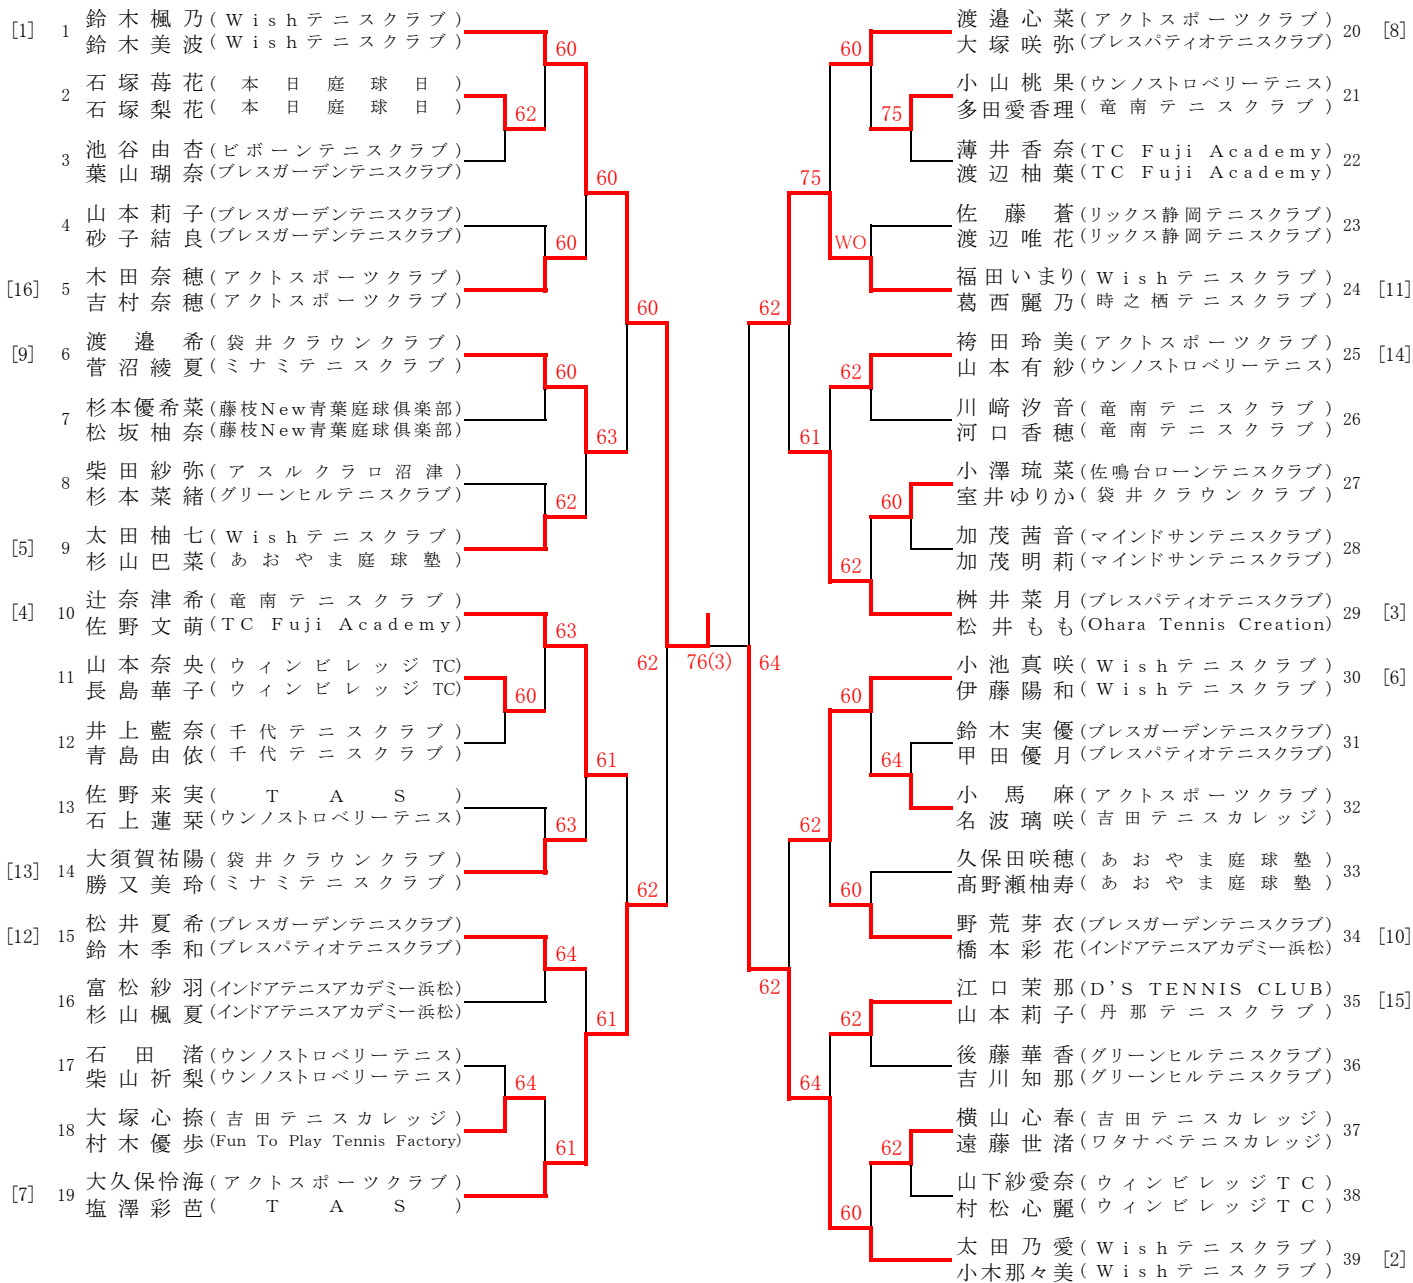 [1] 1 鈴木楓乃(Wishテニスクラブ)
鈴木美波(Wishテニスクラブ)
60
2 石塚苺花(本日庭球日)
石塚梨花(本日庭球日)
62
3 池谷由杏(ビボーンテニスクラブ)
葉山瑚奈(ブレスガーデンテニスクラブ)
60
4 山本莉子(ブレスガーデンテニスクラブ)
砂子結良(ブレスガーデンテニスクラブ)
60
[16] 5 木田奈穂(アクトスポーツクラブ)
吉村奈穂(アクトスポーツクラブ)
60
[9] 6 渡邉希(袋井クラウンクラブ)
菅沼綾夏(ミナミテニスクラブ)
60
7 杉本優希菜(藤枝New青葉庭球倶楽部)
松坂柚奈(藤枝New青葉庭球倶楽部)
63
8 柴田紗弥(アスルクラロ沼津)
杉本菜緒(グリーンヒルテニスクラブ)
62
[5] 9 太田柚七(Wishテニスクラブ)
杉山巴菜(あおやま庭球塾)
[4] 10 辻奈津希(竜南テニスクラブ)
佐野文萌(TC Fuji Academy)
63
62
76(3)
64
11 山本奈央(ウィンビレッジTC)
長島華子(ウィンビレッジTC)
60
12 井上藍奈(千代テニスクラブ)
青島由依(千代テニスクラブ)
61
13 佐野来実(TAS)
石上蓮栞(ウンノストロベリーテニス)
63
[13] 14 大須賀祐陽(袋井クラウンクラブ)
勝又美玲(ミナミテニスクラブ)
62
[12] 15 松井夏希(ブレスガーデンテニスクラブ)
鈴木季和(ブレスパティオテニスクラブ)
64
16 富松紗羽(インドアテニスアカデミー浜松)
杉山楓夏(インドアテニスアカデミー浜松)
61
17 石田渚(ウンノストロベリーテニス)
柴山祈梨(ウンノストロベリーテニス)
64
18 大塚心捺(吉田テニスカレッジ)
村木優歩(Fun To Play Tennis Factory)
61
[7] 19 大久保怜海(アクトスポーツクラブ)
塩澤彩芭(TAS)
渡邉心菜(アクトスポーツクラブ) 20 [8]
大塚咲弥(ブレスパティオテニスクラブ)
60
小山桃果(ウンノストロベリーテニス) 21
多田愛香理(竜南テニスクラブ)
75
薄井香奈(TC Fuji Academy) 22
渡辺柚葉(TC Fuji Academy)
75
佐藤蒼(リックス静岡テニスクラブ) 23
渡辺唯花(リックス静岡テニスクラブ)
WO
福田いまり(Wishテニスクラブ) 24 [11]
葛西麗乃(時之栖テニスクラブ)
62
袴田玲美(アクトスポーツクラブ) 25 [14]
山本有紗(ウンノストロベリーテニス)
62
川﨑汐音(竜南テニスクラブ) 26
河口香穂(竜南テニスクラブ)
61
小澤琉菜(佐鳴台ローンテニスクラブ) 27
室井ゆりか(袋井クラウンクラブ)
60
加茂茜音(マインドサンテニスクラブ) 28
加茂明莉(マインドサンテニスクラブ)
62
桝井菜月(ブレスパティオテニスクラブ) 29 [3]
松井もも(Ohara Tennis Creation)
小池真咲(Wishテニスクラブ) 30 [6]
伊藤陽和(Wishテニスクラブ)
60
鈴木実優(ブレスガーデンテニスクラブ) 31
甲田優月(ブレスパティオテニスクラブ)
64
小馬麻(アクトスポーツクラブ) 32
名波璃咲(吉田テニスカレッジ)
62
久保田咲穂(あおやま庭球塾) 33
髙野瀬柚寿(あおやま庭球塾)
60
野荒芽衣(ブレスガーデンテニスクラブ) 34 [10]
橋本彩花(インドアテニスアカデミー浜松)
62
江口茉那(D'S TENNIS CLUB) 35 [15]
山本莉子(丹那テニスクラブ)
62
後藤華香(グリーンヒルテニスクラブ) 36
吉川知那(グリーンヒルテニスクラブ)
64
横山心春(吉田テニスカレッジ) 37
遠藤世渚(ワタナベテニスカレッジ)
62
山下紗愛奈(ウィンビレッジTC) 38
村松心麗(ウィンビレッジTC)
60
太田乃愛(Wishテニスクラブ) 39 [2]
小木那々美(Wishテニスクラブ)